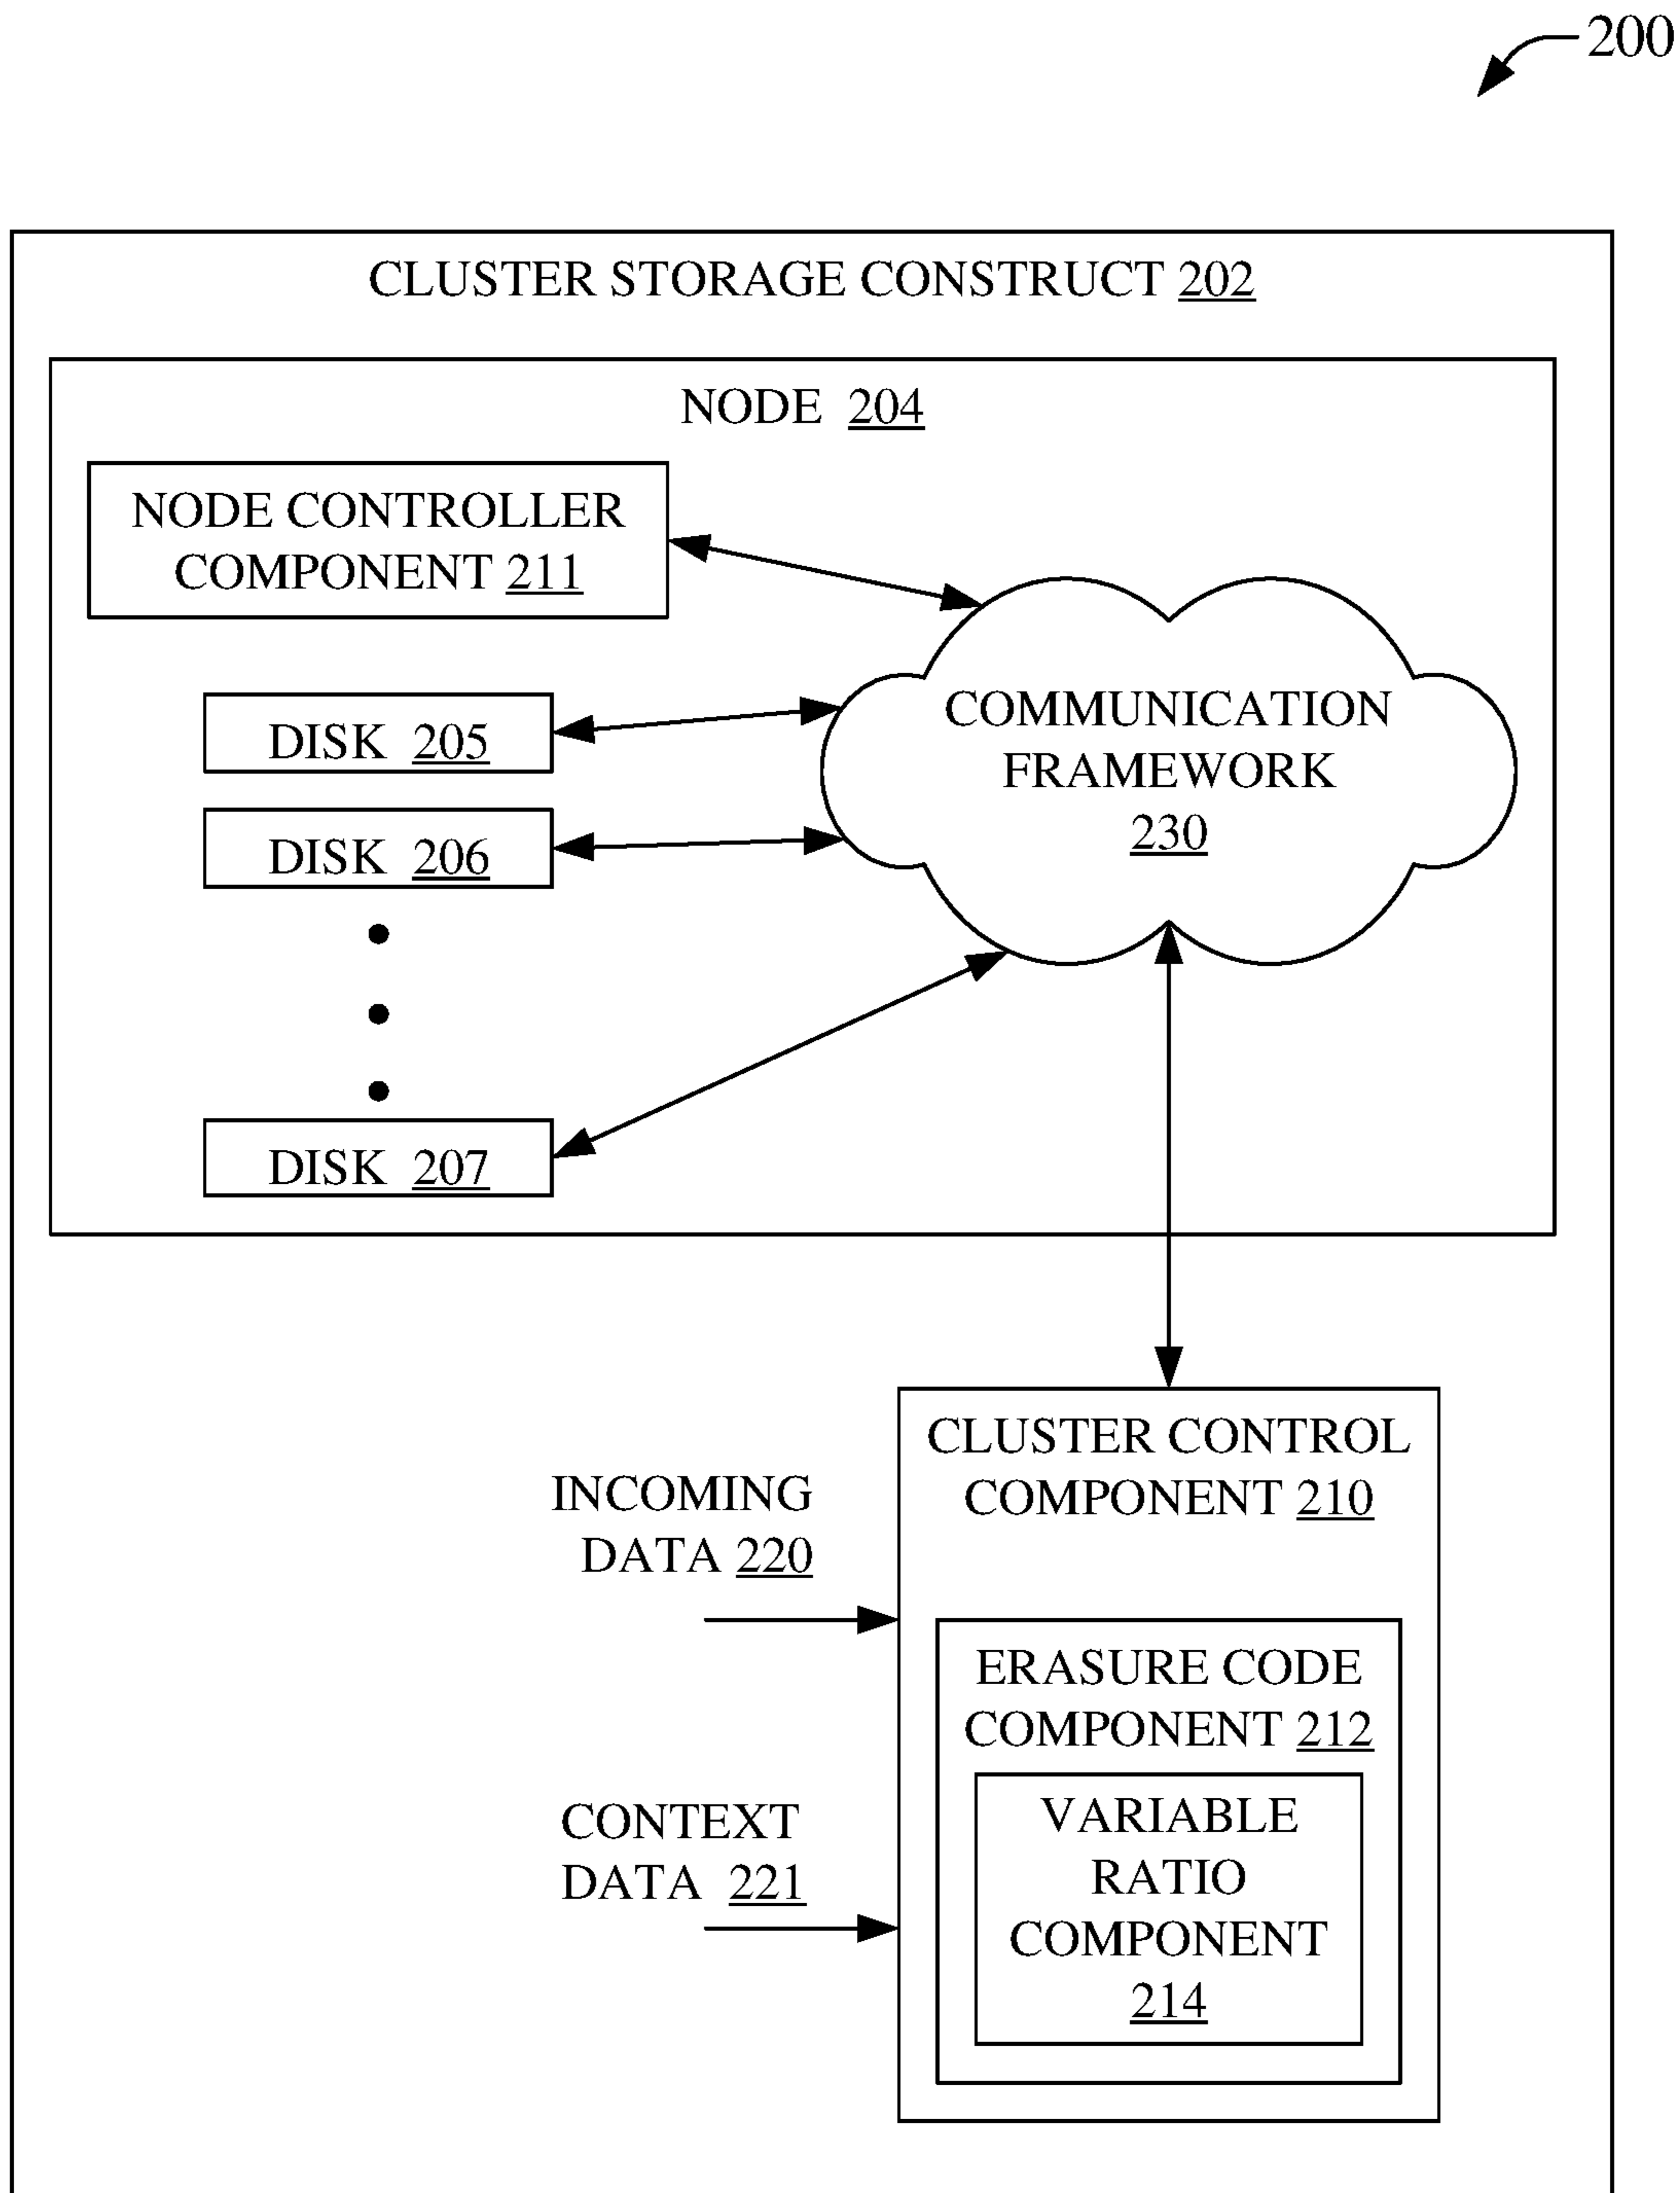 200
CLUSTER STORAGE CONSTRUCT 202
NODE 204
NODE CONTROLLER
COMPONENT 211
DISK 205
DISK 206
DISK 207
COMMUNICATION
FRAMEWORK
230
CLUSTER CONTROL
COMPONENT 210
INCOMING
DATA 220
ERASURE CODE
COMPONENT 212
CONTEXT
DATA 221
VARIABLE
RATIO
COMPONENT
214